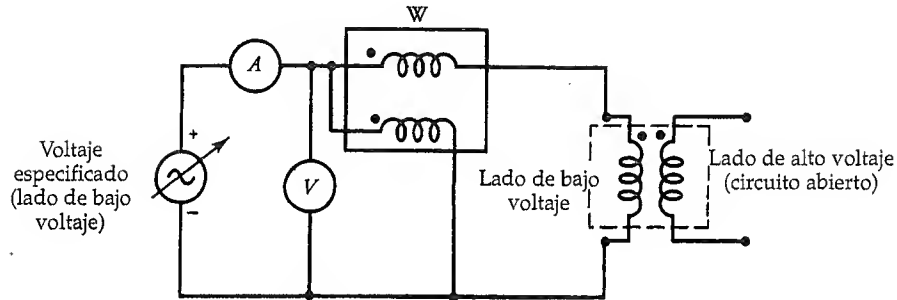 W
A
+
Voltaje
especificado
(lado de bajo
voltaje)
−
V
Lado de bajo
voltaje
Lado de alto voltaje
(circuito abierto)